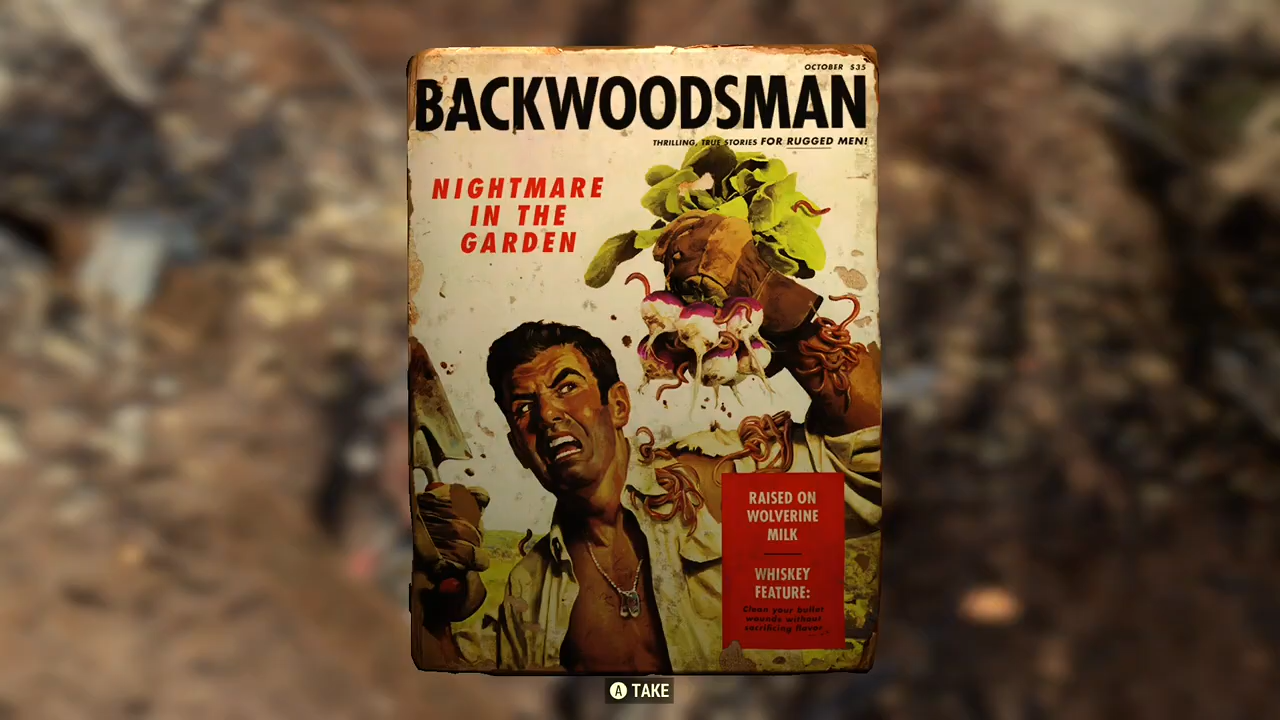 OCTOBER $35
BACKWOODSMAN
THRILLING, TRUE STORIES FOR RUGGED MEN!
NIGHTMARE
IN THE
GARDEN
RAISED ON
WOLVERINE
MILK
WHISKEY
FEATURE:
Clean your bullet
wounds without
sacrificing flavor
A TAKE